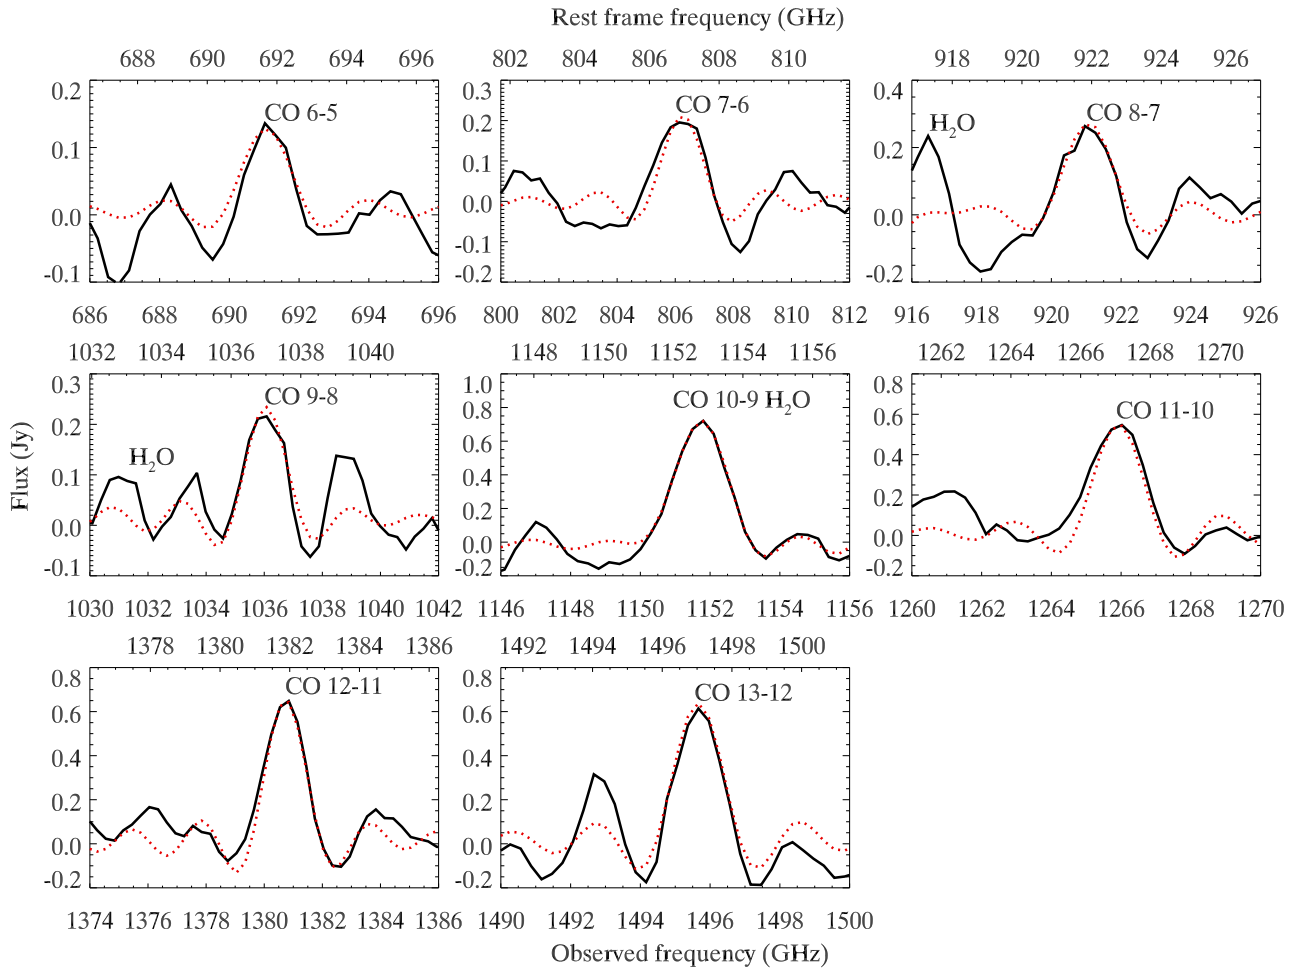 Rest frame frequency (GHz)
688 690 692 694 696
802 804 806 808 810
918 920 922 924 926
0.2
0.1
0.0
-0.1
CO 6-5
0.3
0.2
0.1
-0.0
-0.1
-0.2
CO 7-6
0.4
0.2
0.0
-0.2
H2O
CO 8-7
686 688 690 692 694 696
800 802 804 806 808 810 812
916 918 920 922 924 926
1032 1034 1036 1038 1040
1148 1150 1152 1154 1156
1262 1264 1266 1268 1270
Flux (Jy)
0.3
0.2
0.1
0.0
-0.1
H2O
CO 9-8
1.0
0.8
0.6
0.4
0.2
0.0
-0.2
CO 10-9 H2O
0.8
0.6
0.4
0.2
0.0
-0.2
CO 11-10
1030 1032 1034 1036 1038 1040 1042
1146 1148 1150 1152 1154 1156
1260 1262 1264 1266 1268 1270
1378 1380 1382 1384 1386
1492 1494 1496 1498 1500
0.8
0.6
0.4
0.2
0.0
-0.2
CO 12-11
0.8
0.6
0.4
0.2
0.0
-0.2
CO 13-12
1374 1376 1378 1380 1382 1384 1386
1490 1492 1494 1496 1498 1500
Observed frequency (GHz)